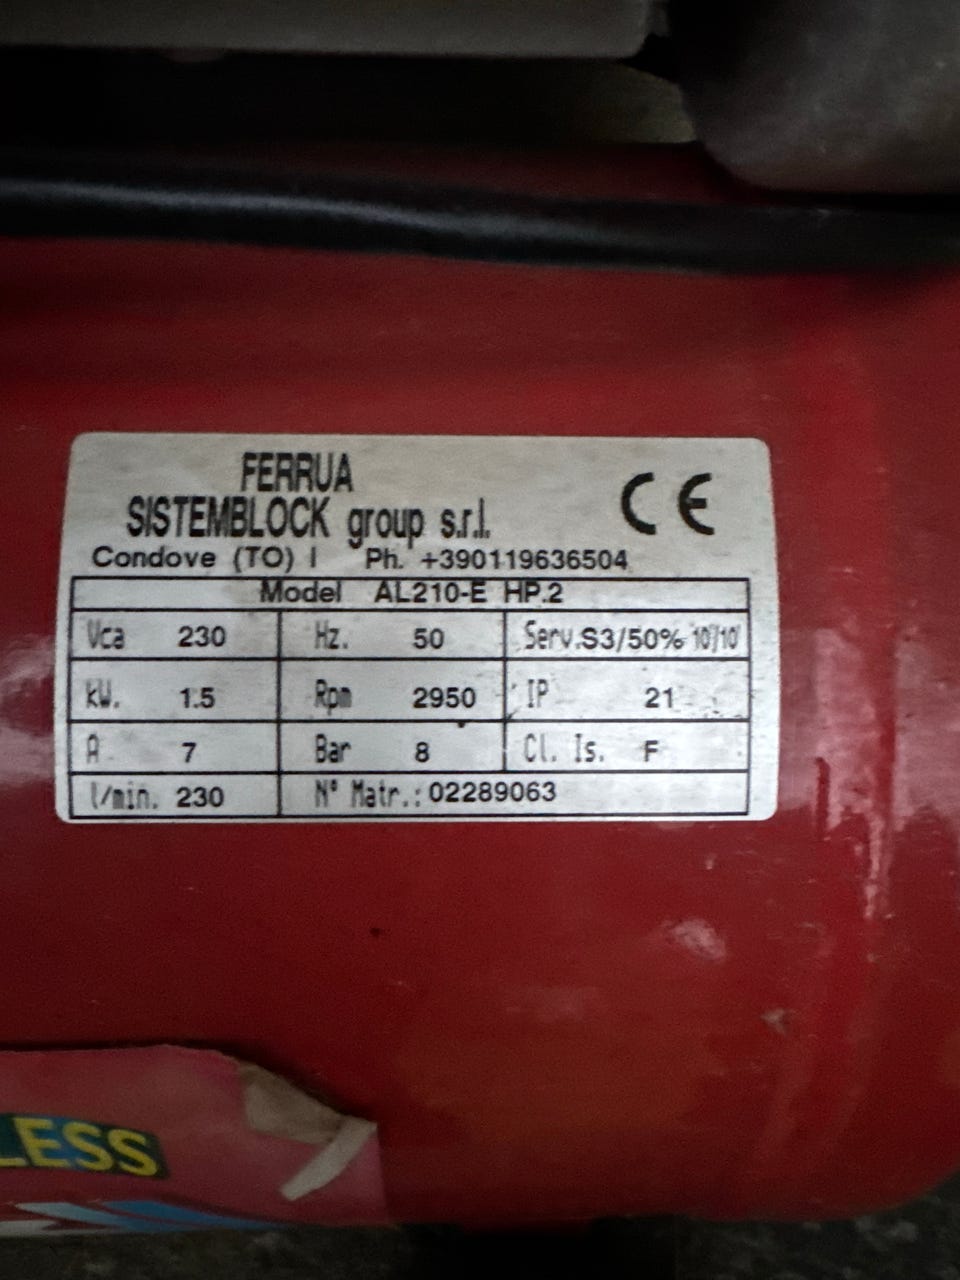 FERRUA
SISTEMBLOCK group s.r.l.
CE
Condove (TO) I Ph. +390119636504
Model AL210-E HP.2
Vca 230 Hz. 50 Serv.S3/50% 10'/10'
kW. 1.5 Rpm 2950 IP 21
A 7 Bar 8 Cl. Is. F
l/min. 230 N° Matr.: 02289063
LESS